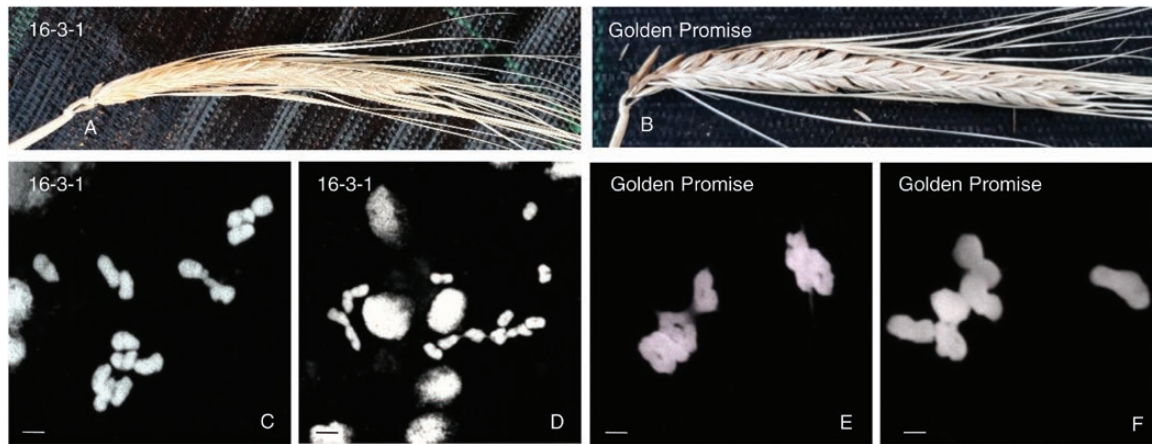 16-3-1
A
Golden Promise
B
16-3-1
C
16-3-1
D
Golden Promise
E
Golden Promise
F